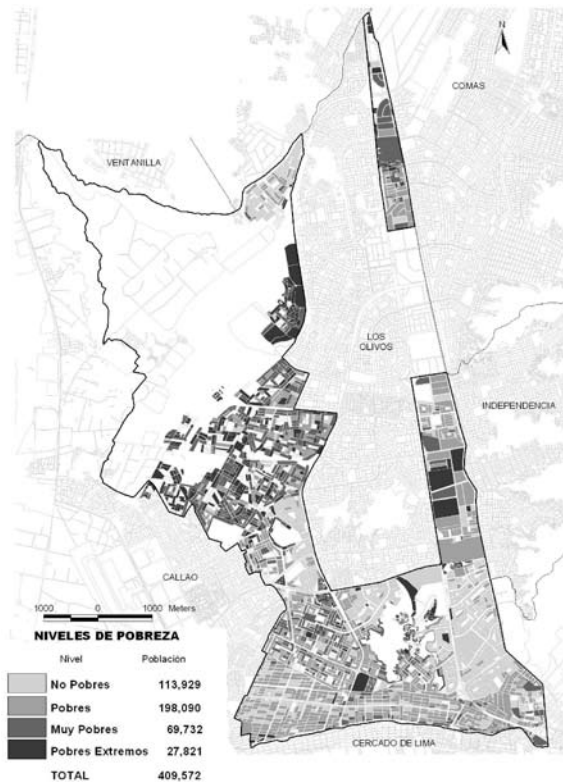 N
COMAS
VENTANILLA
LOS
OLIVOS
INDEPENDENCIA
CALLAO
1000 0 1000 Meters
NIVELES DE POBREZA
Nivel Población
No Pobres 113,929
Pobres 198,090
Muy Pobres 69,732
Pobres Extremos 27,821
TOTAL 409,572
CERCADO DE LIMA